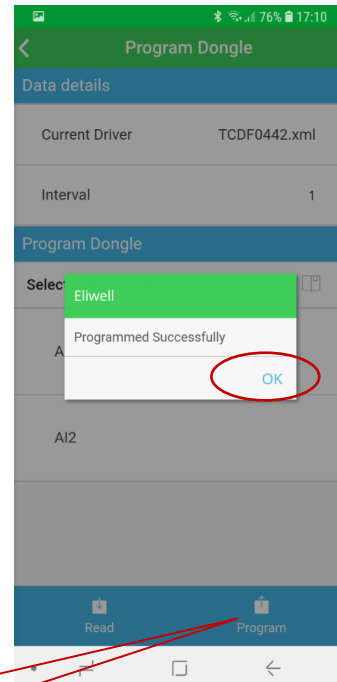 76% 17:10
Program Dongle
Data details
Current Driver TCDF0442.xml
Interval 1
Program Dongle
Selec
Eliwell
Programmed Successfully
OK
A
AI2
Read Program